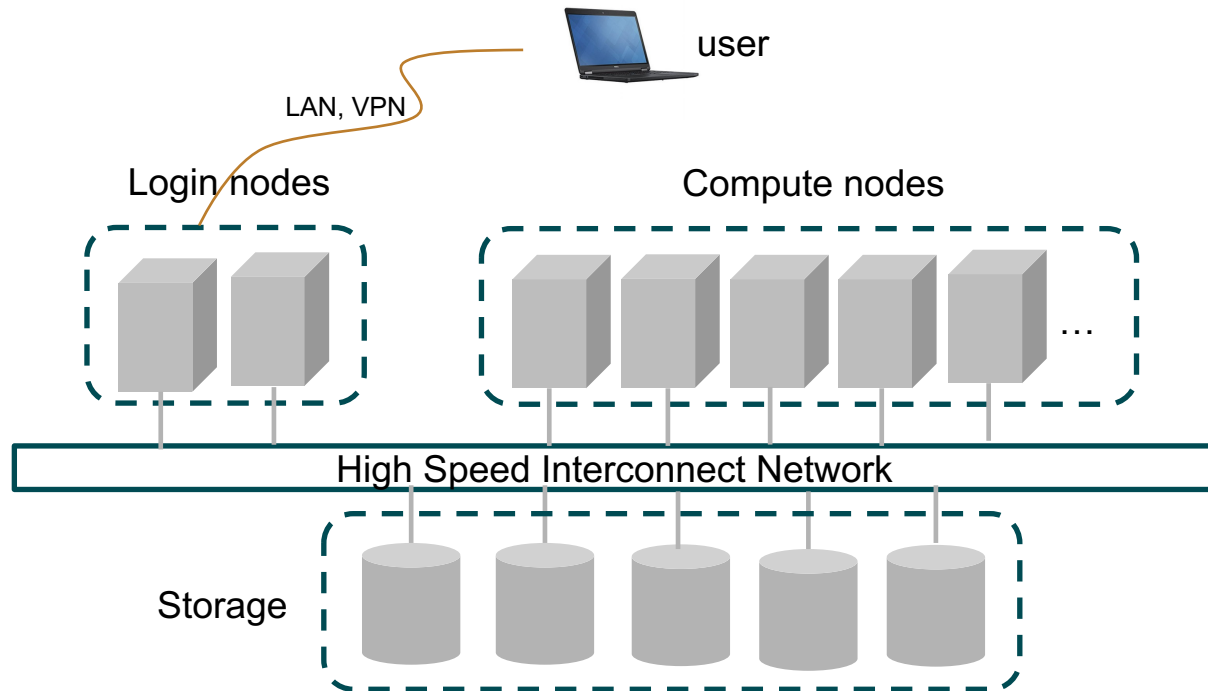 user
LAN, VPN
Login nodes
Compute nodes
...
High Speed Interconnect Network
Storage